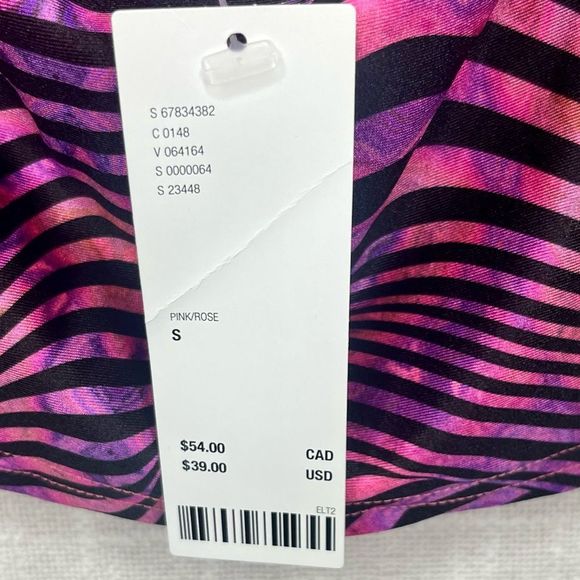 S 67834382
C 0148
V 064164
S 0000064
S 23448
PINK/ROSE
S
$54.00 CAD
$39.00 USD
ELT2